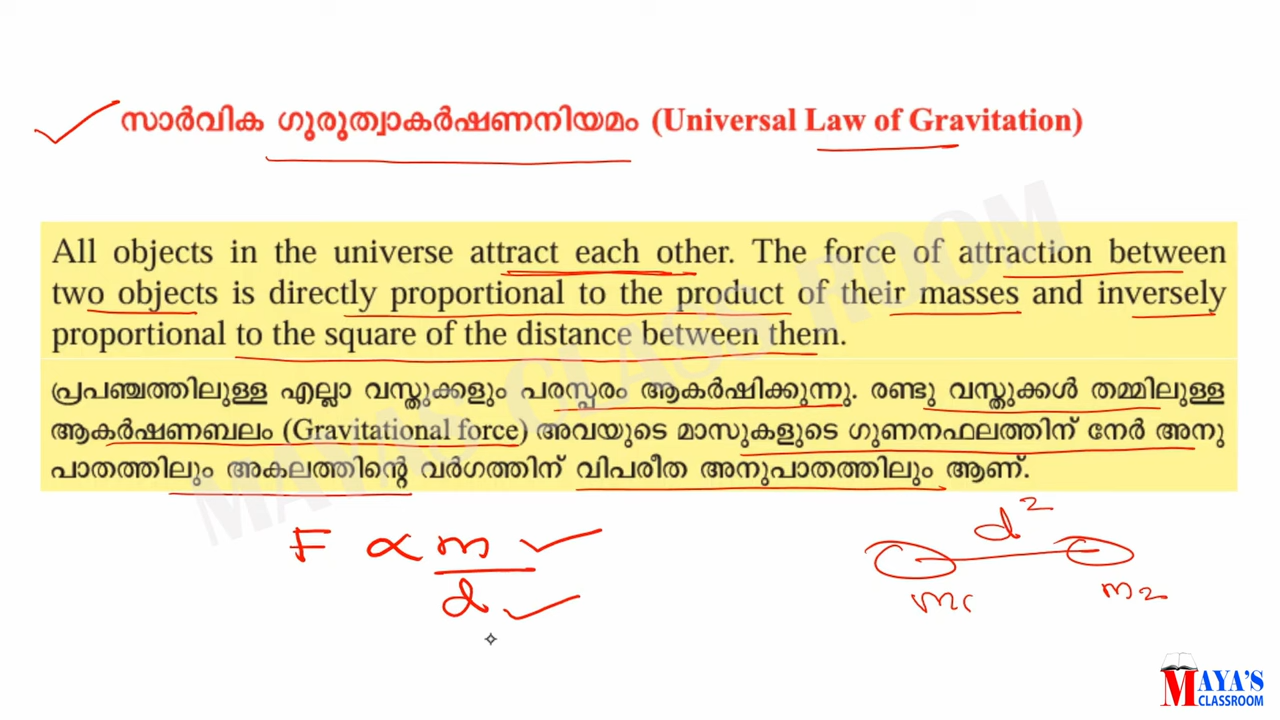 സാർവിക ഗുരുത്വാകർഷണനിയമം (Universal Law of Gravitation)
All objects in the universe attract each other. The force of attraction between
two objects is directly proportional to the product of their masses and inversely
proportional to the square of the distance between them.
പ്രപഞ്ചത്തിലുള്ള എല്ലാ വസ്തുക്കളും പരസ്പരം ആകർഷിക്കുന്നു. രണ്ടു വസ്തുക്കൾ തമ്മിലുള്ള
ആകർഷണബലം (Gravitational force) അവയുടെ മാസുകളുടെ ഗുണനഫലത്തിന് നേർ അനു
പാതത്തിലും അകലത്തിന്റെ വർഗത്തിന് വിപരീത അനുപാതത്തിലും ആണ്.
MAYAS CLASS ROOM
F ∝ m
d
d²
m₁ m₂
MAYA'S
CLASSROOM